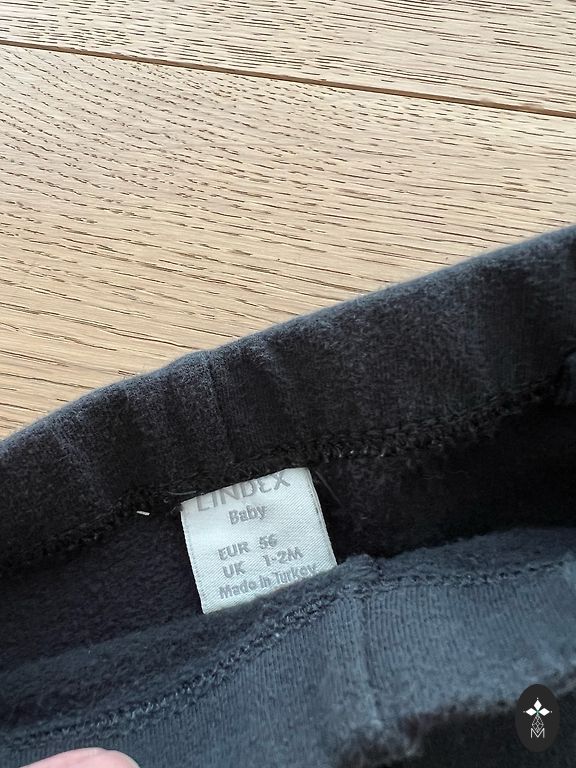 LINDEX
Baby
EUR 56
UK 1-2M
Made in Turkey
M